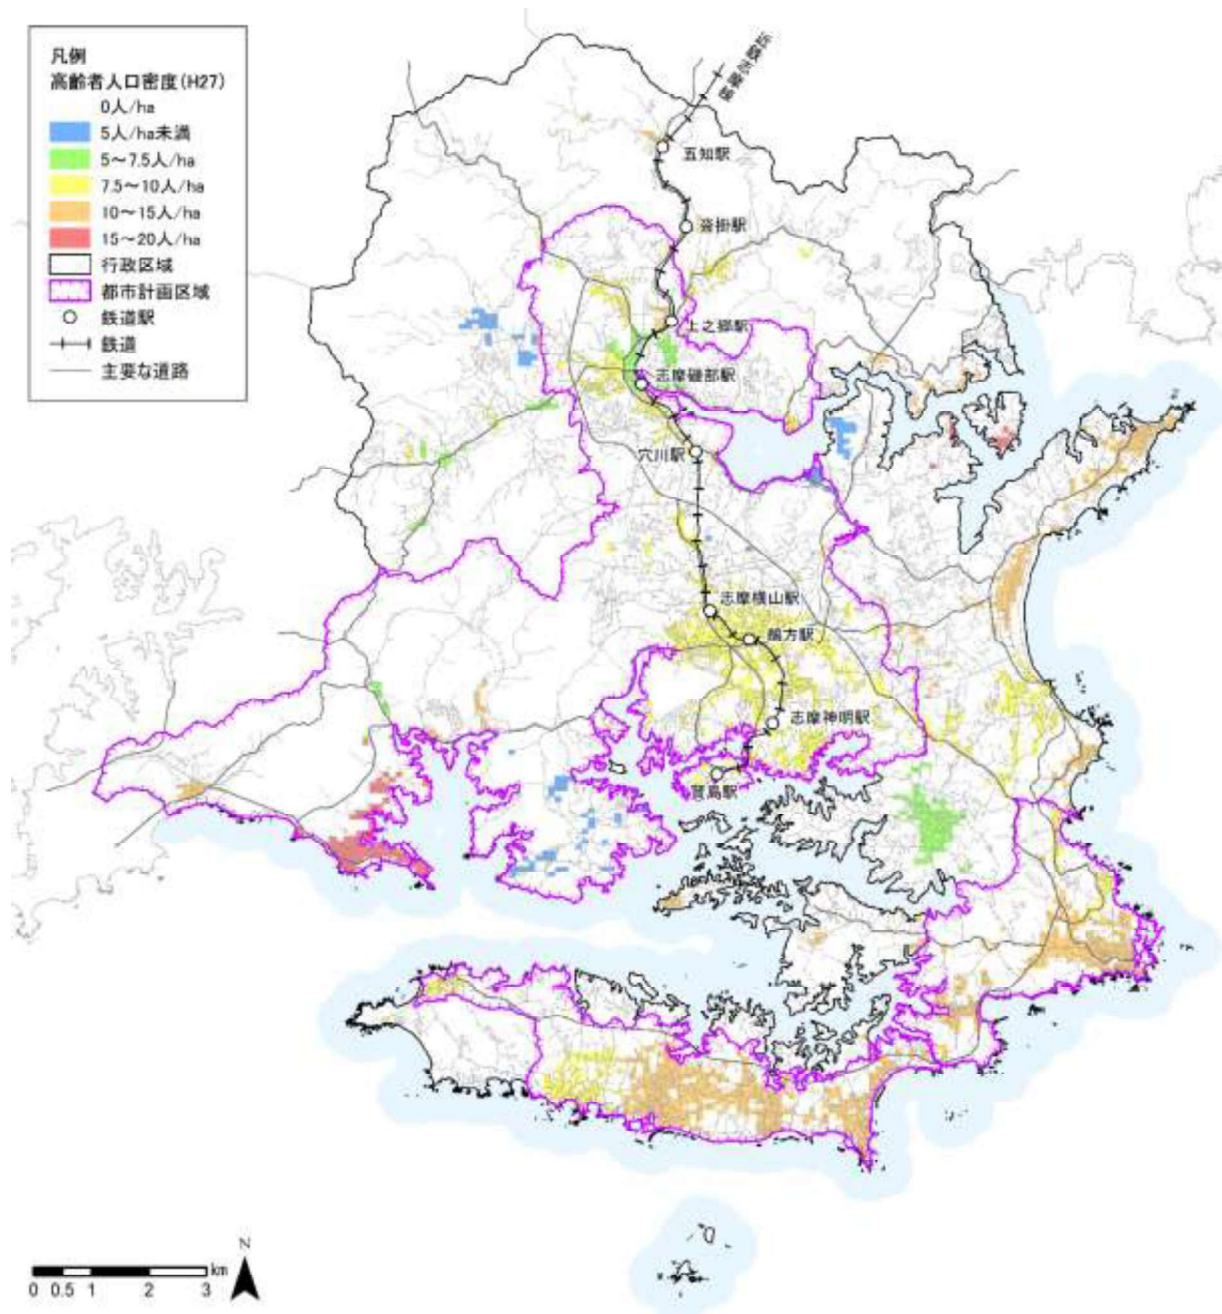 凡例
高齢者人口密度(H27)
0人/ha
5人/ha未満
5～7.5人/ha
7.5～10人/ha
10～15人/ha
15～20人/ha
行政区域
都市計画区域
鉄道駅
鉄道
主要な道路
近鉄志摩線
五知駅
沓掛駅
上之郷駅
志摩磯部駅
穴川駅
志摩横山駅
鵜方駅
志摩神明駅
賢島駅
N
km
0 0.5 1 2 3